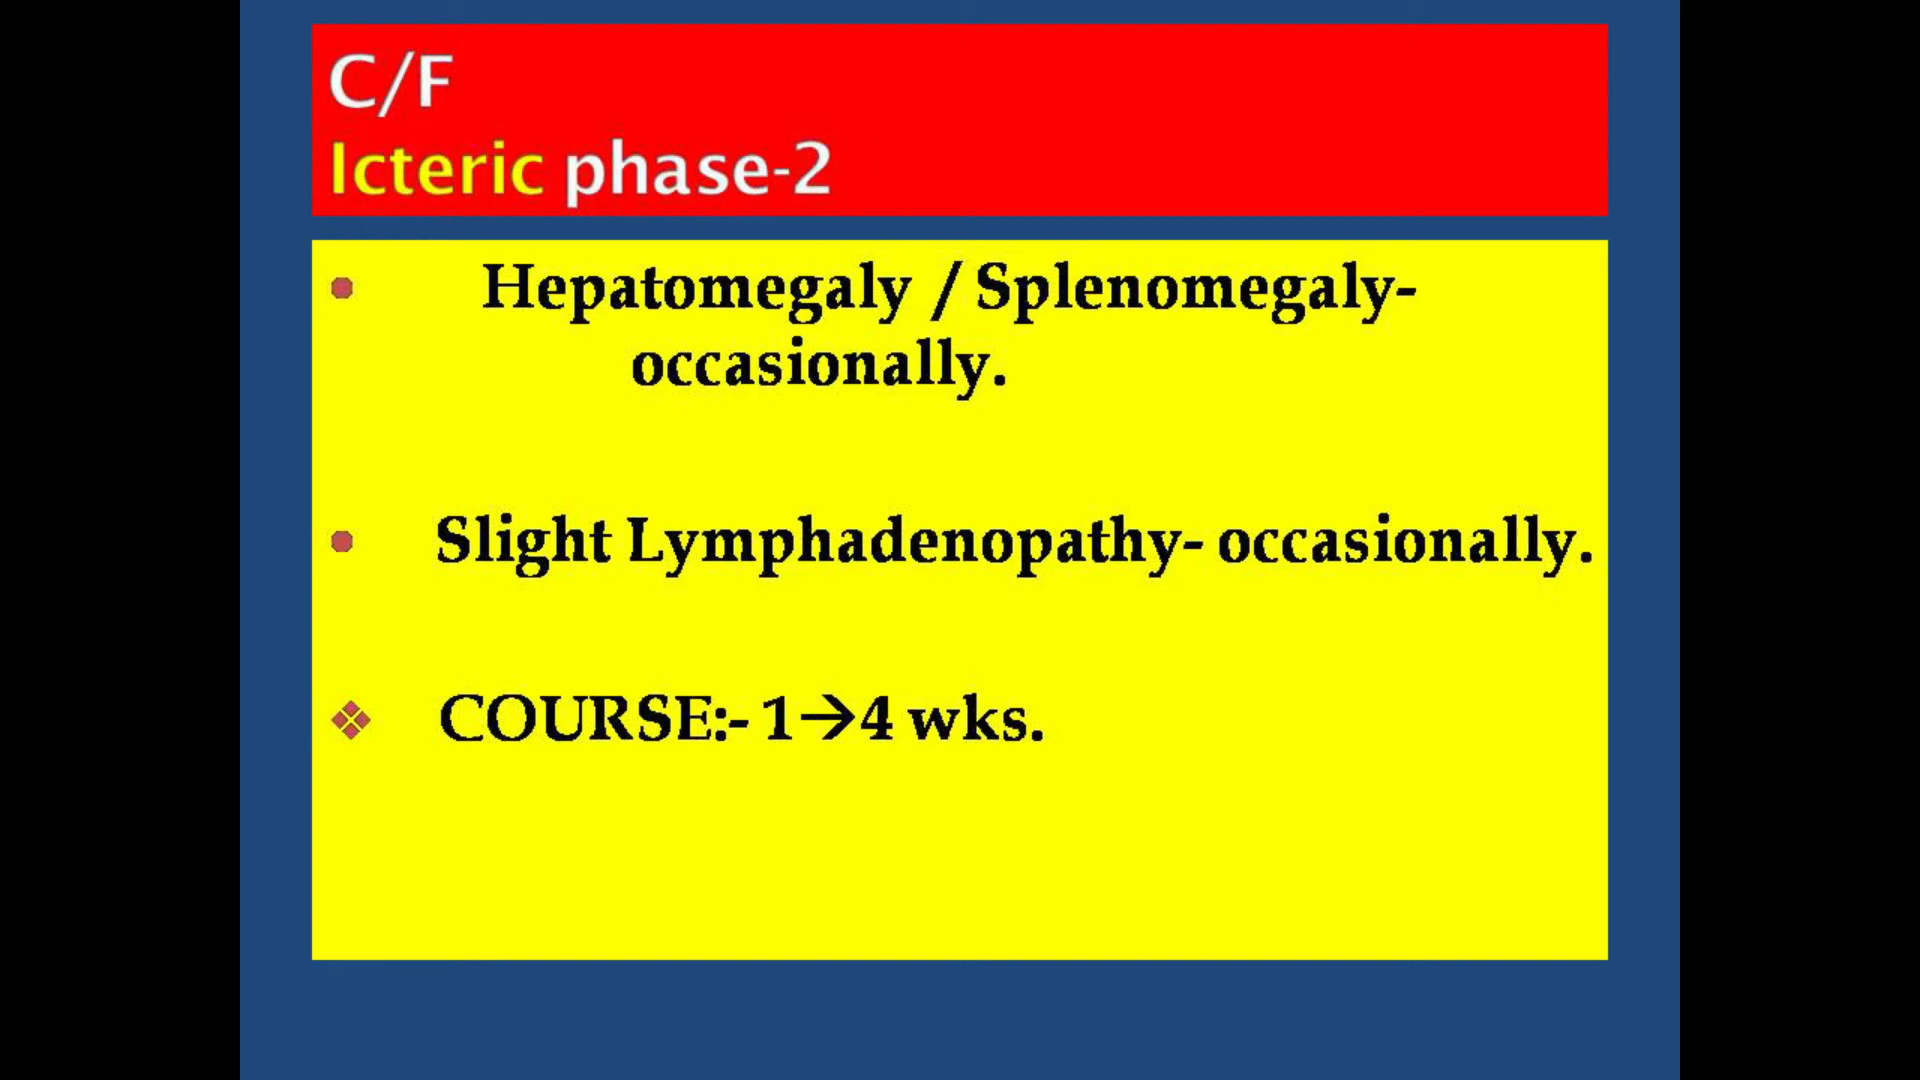 C/F
Icteric phase-2
• Hepatomegaly / Splenomegaly-
occasionally.
• Slight Lymphadenopathy- occasionally.
❖ COURSE:- 1→4 wks.